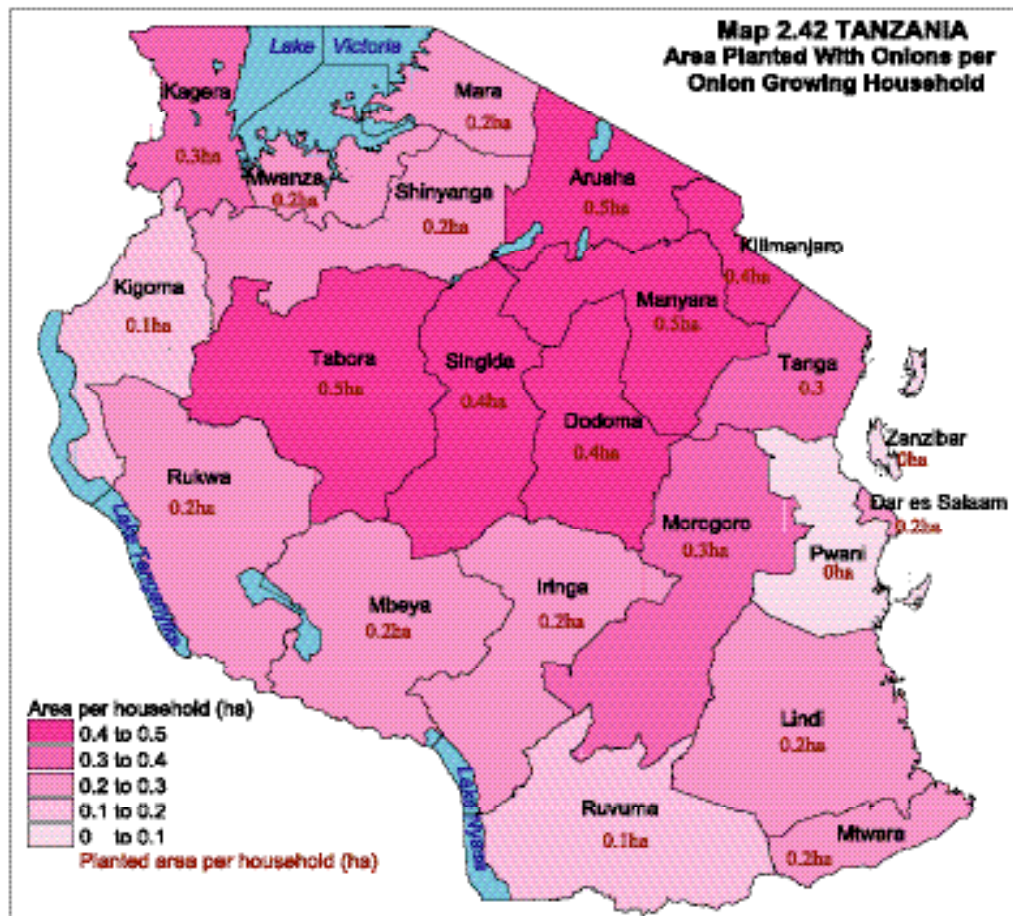 Map 2.42 TANZANIA
Area Planted With Onions per
Onion Growing Household
Lake Victoria
Kagera
0.3ha
Mara
0.2ha
Mwanza
0.2ha
Shinyanga
0.2ha
Arusha
0.5ha
Kilimanjaro
0.4ha
Kigoma
0.1ha
Tabora
0.5ha
Singida
0.4ha
Manyara
0.5ha
Dodoma
0.4ha
Tanga
0.3
Zanzibar
0ha
Dar es Salaam
0.2ha
Rukwa
0.2ha
Morogoro
0.3ha
Pwani
0ha
Lake Tanganyika
Mbeya
0.2ha
Iringa
0.2ha
Lindi
0.2ha
Lake Nyasa
Ruvuma
0.1ha
Mtwara
0.2ha
Area per household (ha)
0.4 to 0.5
0.3 to 0.4
0.2 to 0.3
0.1 to 0.2
0 to 0.1
Planted area per household (ha)